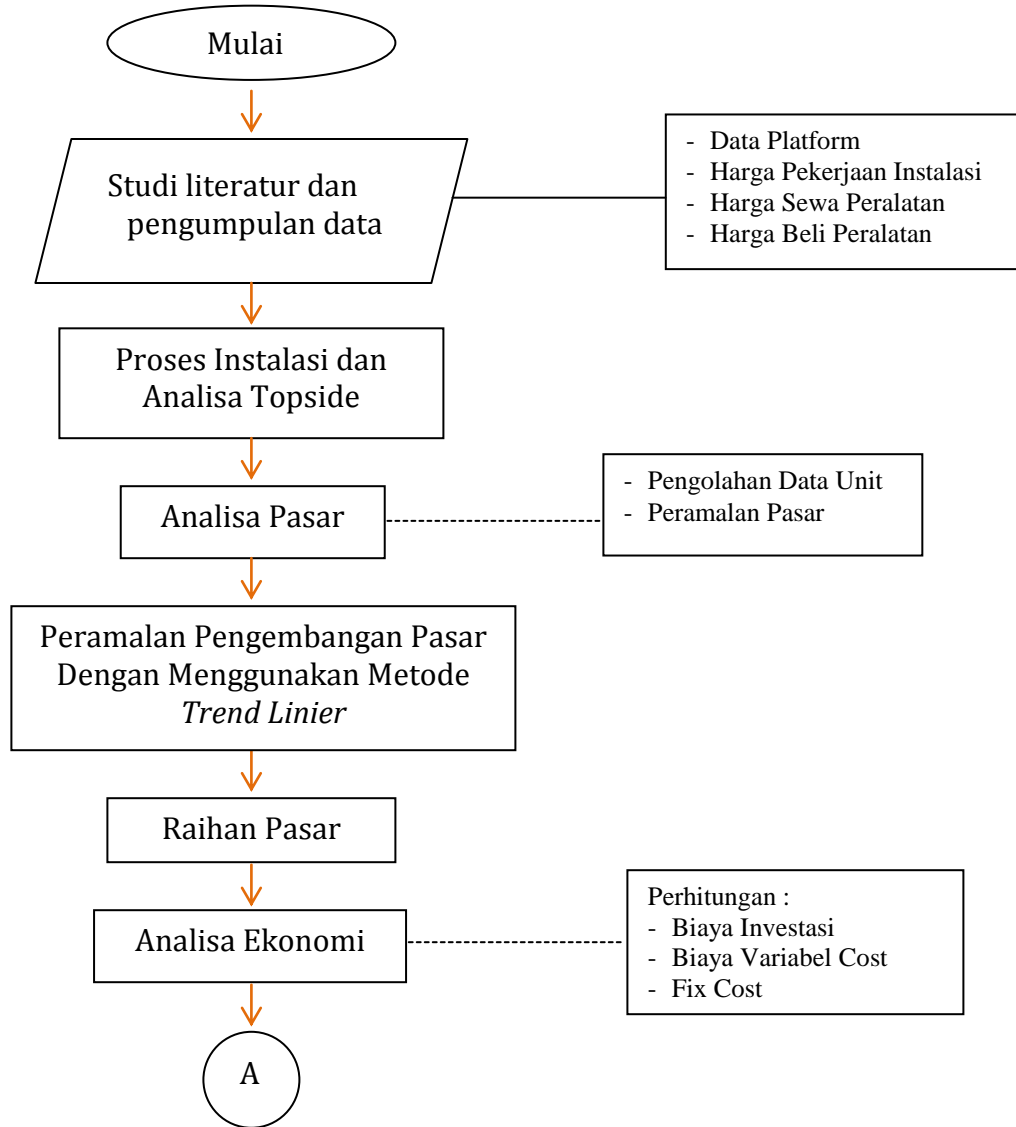 Mulai
Studi literatur dan
pengumpulan data
- Data Platform
- Harga Pekerjaan Instalasi
- Harga Sewa Peralatan
- Harga Beli Peralatan
Proses Instalasi dan
Analisa Topside
Analisa Pasar
- Pengolahan Data Unit
- Peramalan Pasar
Peramalan Pengembangan Pasar
Dengan Menggunakan Metode
Trend Linier
Raihan Pasar
Analisa Ekonomi
Perhitungan :
- Biaya Investasi
- Biaya Variabel Cost
- Fix Cost
A